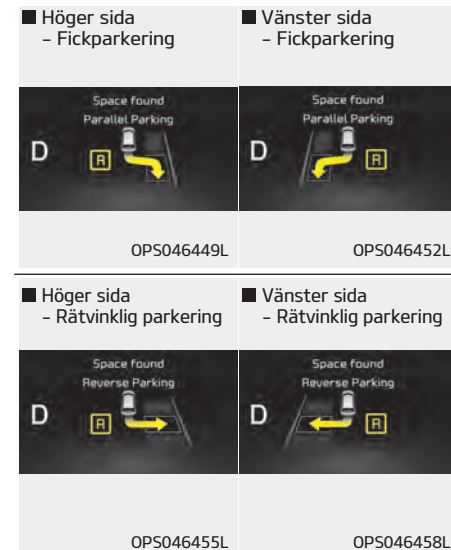 ■ Höger sida
– Fickparkering
Space found
Parallel Parking
D
R
OPS046449L
■ Vänster sida
– Fickparkering
Space found
Parallel Parking
D
R
OPS046452L
■ Höger sida
– Rätvinklig parkering
Space found
Reverse Parking
D
R
OPS046455L
■ Vänster sida
– Rätvinklig parkering
Space found
Reverse Parking
D
R
OPS046458L